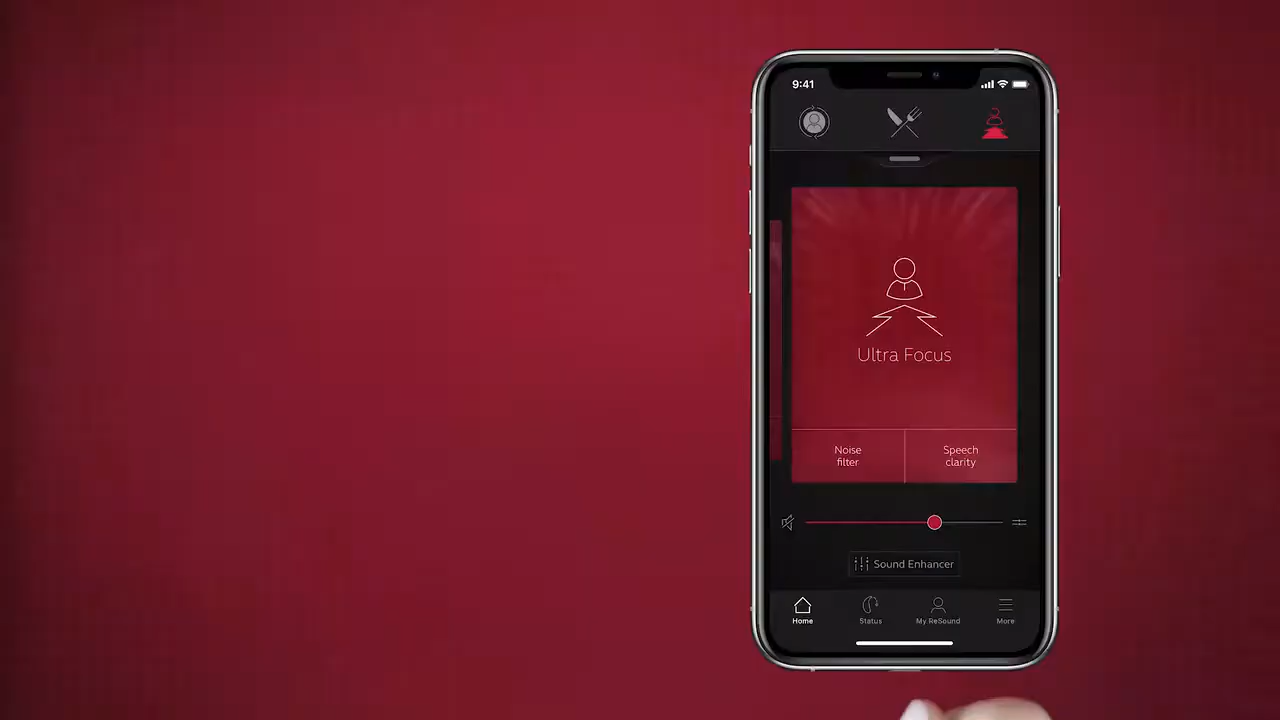 9:41
Ultra Focus
Noise
filter
Speech
clarity
Sound Enhancer
Home
Status
My ReSound
More